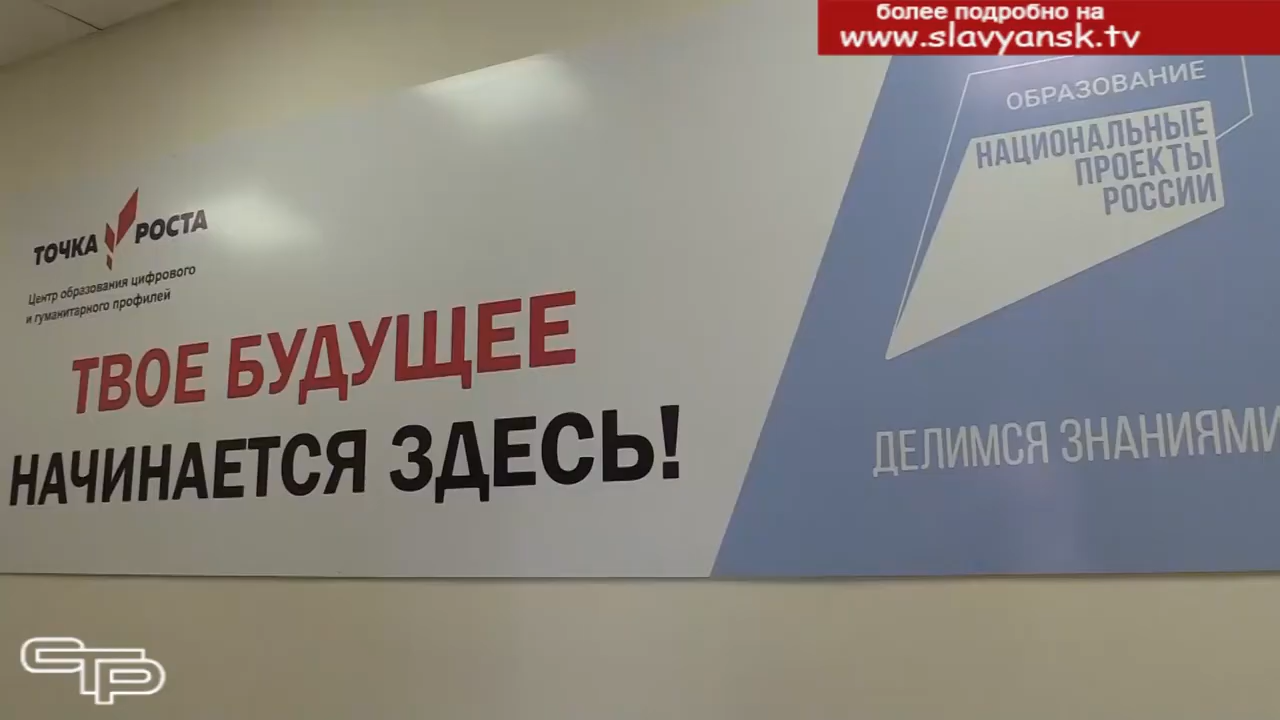 более подробно на
www.slavyansk.tv
ОБРАЗОВАНИЕ
НАЦИОНАЛЬНЫЕ
ПРОЕКТЫ
РОССИИ
ТОЧКА РОСТА
Центр образования цифрового
и гуманитарного профилей
ТВОЕ БУДУЩЕЕ
НАЧИНАЕТСЯ ЗДЕСЬ!
ДЕЛИМСЯ ЗНАНИЯМИ
СТР